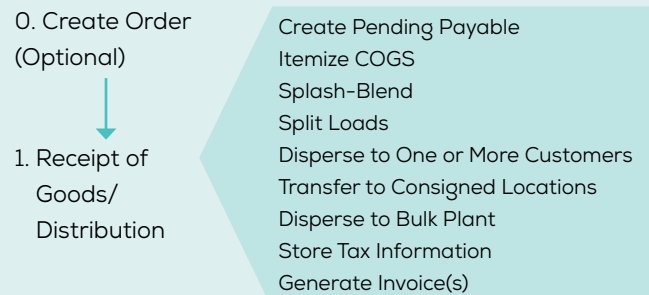 0. Create Order
(Optional)
1. Receipt of
Goods/
Distribution
Create Pending Payable
Itemize COGS
Splash-Blend
Split Loads
Disperse to One or More Customers
Transfer to Consigned Locations
Disperse to Bulk Plant
Store Tax Information
Generate Invoice(s)